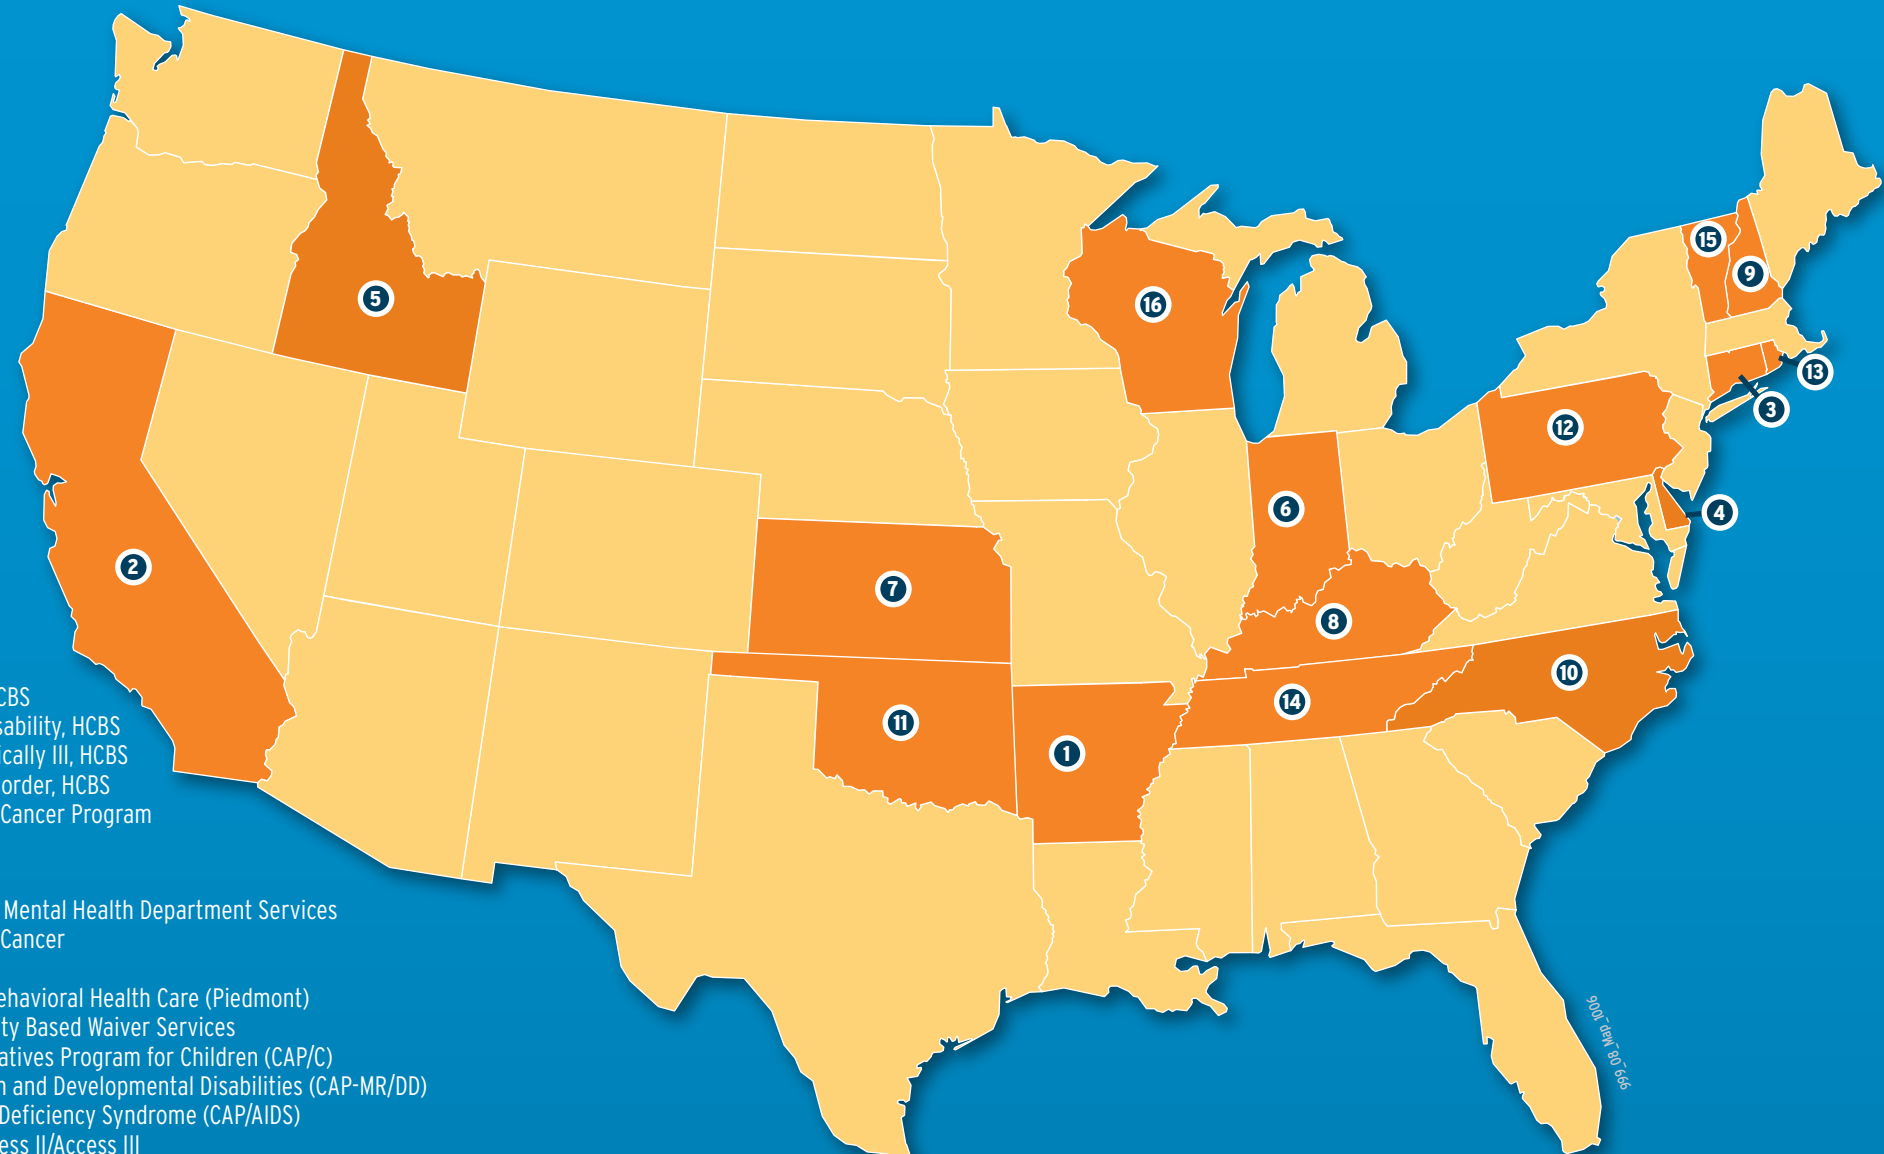 15
9
5
16
13
3
12
6
4
2
7
8
10
14
11
1
CBS
sability, HCBS
ically Ill, HCBS
order, HCBS
Cancer Program
Mental Health Department Services
Cancer
ehavioral Health Care (Piedmont)
ty Based Waiver Services
atives Program for Children (CAP/C)
n and Developmental Disabilities (CAP-MR/DD)
Deficiency Syndrome (CAP/AIDS)
ess II/Access III
999_08_Map_1006